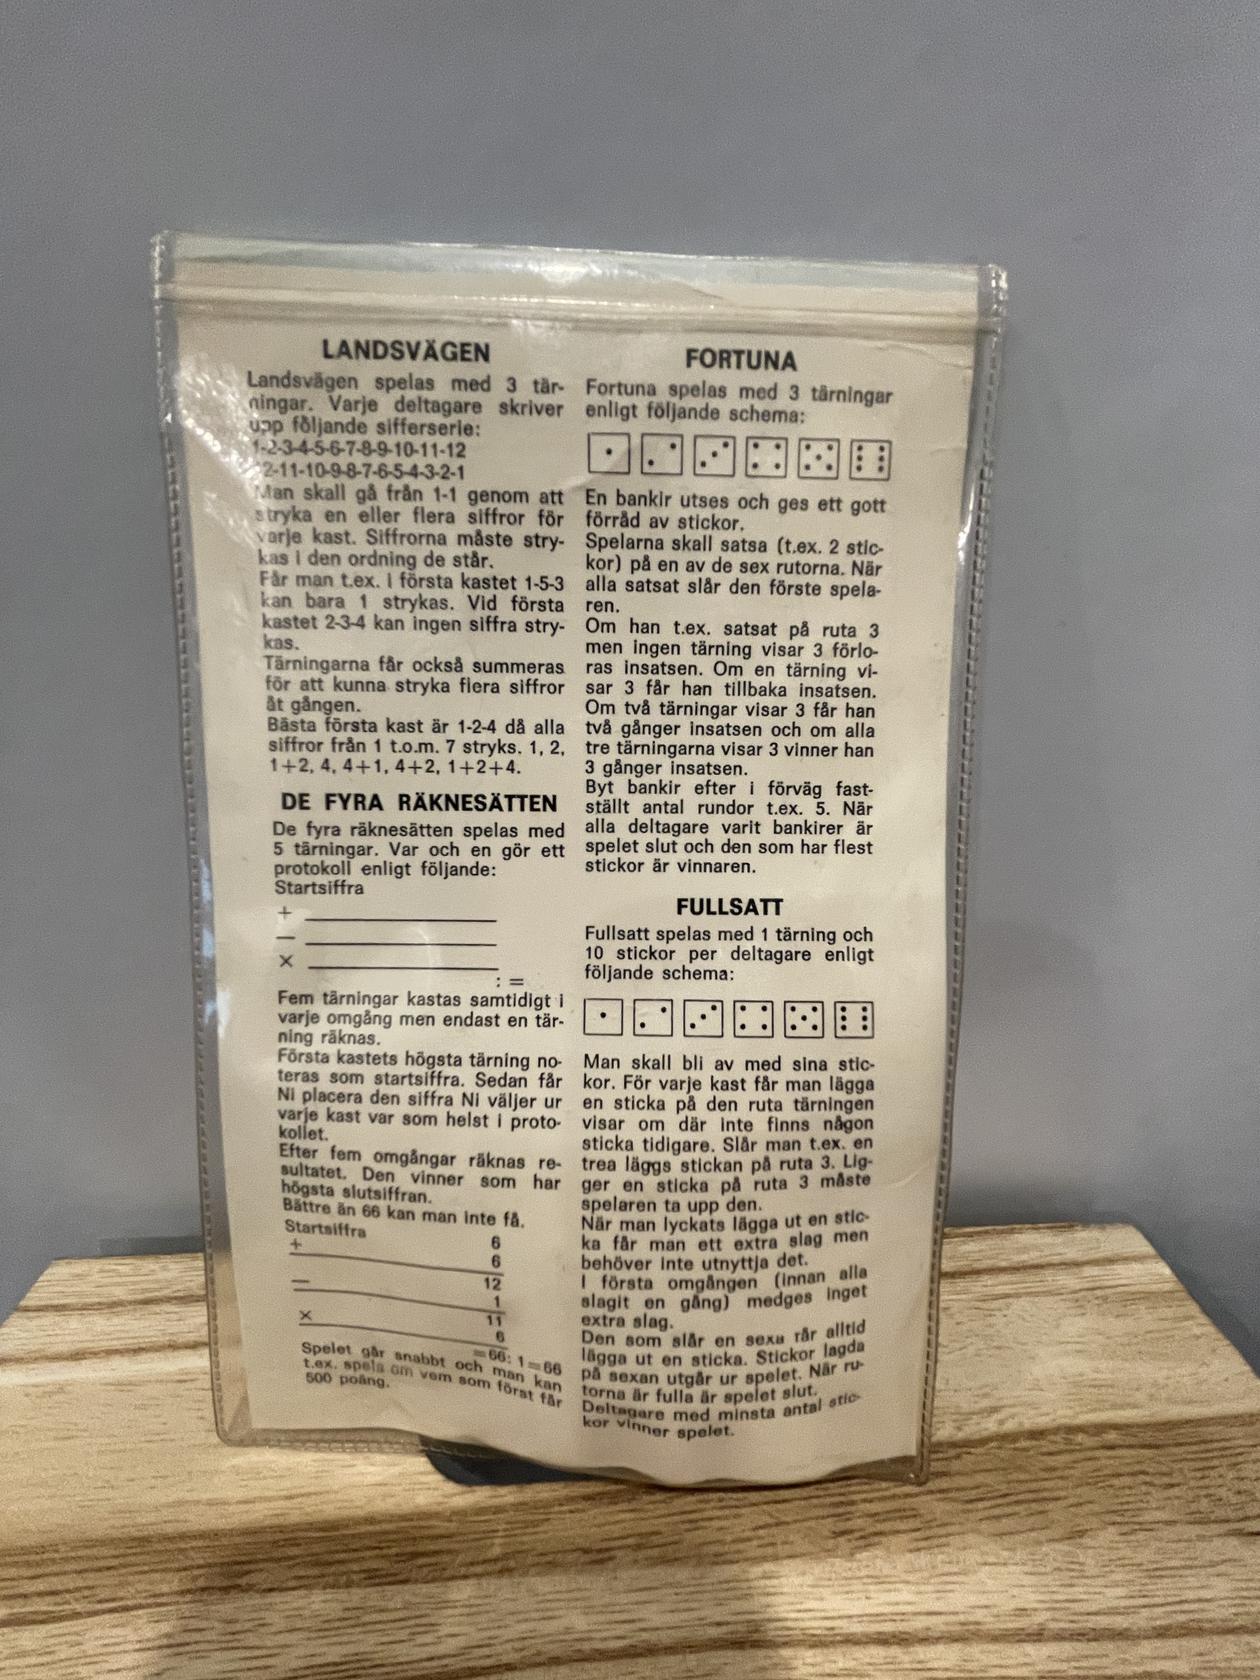 LANDSVÄGEN
Landsvägen spelas med 3 tär-
ningar. Varje deltagare skriver
upp följande sifferserie:
1-2-3-4-5-6-7-8-9-10-11-12
12-11-10-9-8-7-6-5-4-3-2-1
Man skall gå från 1-1 genom att
stryka en eller flera siffror för
varje kast. Siffrorna måste stry-
kas i den ordning de står.
Får man t.ex. i första kastet 1-5-3
kan bara 1 strykas. Vid första
kastet 2-3-4 kan ingen siffra stry-
kas.
Tärningarna får också summeras
för att kunna stryka flera siffror
åt gången.
Bästa första kast är 1-2-4 då alla
siffror från 1 t.o.m. 7 stryks. 1, 2,
1+2, 4, 4+1, 4+2, 1+2+4.
DE FYRA RÄKNESÄTTEN
De fyra räknesätten spelas med
5 tärningar. Var och en gör ett
protokoll enligt följande:
Startsiffra
+
—
×
: =
Fem tärningar kastas samtidigt i
varje omgång men endast en tär-
ning räknas.
Första kastets högsta tärning no-
teras som startsiffra. Sedan får
Ni placera den siffra Ni väljer ur
varje kast var som helst i proto-
kollet.
Efter fem omgångar räknas re-
sultatet. Den vinner som har
högsta slutsiffran.
Bättre än 66 kan man inte få.
Startsiffra 6
+ 6
12
— 1
11
× 6
=66: 1=66
Spelet går snabbt och man kan
t.ex. spela om vem som först får
500 poäng.
FORTUNA
Fortuna spelas med 3 tärningar
enligt följande schema:
En bankir utses och ges ett gott
förråd av stickor.
Spelarna skall satsa (t.ex. 2 stic-
kor) på en av de sex rutorna. När
alla satsat slår den förste spela-
ren.
Om han t.ex. satsat på ruta 3
men ingen tärning visar 3 förlo-
ras insatsen. Om en tärning vi-
sar 3 får han tillbaka insatsen.
Om två tärningar visar 3 får han
två gånger insatsen och om alla
tre tärningarna visar 3 vinner han
3 gånger insatsen.
Byt bankir efter i förväg fast-
ställt antal rundor t.ex. 5. När
alla deltagare varit bankirer är
spelet slut och den som har flest
stickor är vinnaren.
FULLSATT
Fullsatt spelas med 1 tärning och
10 stickor per deltagare enligt
följande schema:
Man skall bli av med sina stic-
kor. För varje kast får man lägga
en sticka på den ruta tärningen
visar om där inte finns någon
sticka tidigare. Slår man t.ex. en
trea läggs stickan på ruta 3. Lig-
ger en sticka på ruta 3 måste
spelaren ta upp den.
När man lyckats lägga ut en stic-
ka får man ett extra slag men
behöver inte utnyttja det.
I första omgången (innan alla
slagit en gång) medges inget
extra slag.
Den som slår en sexa får alltid
lägga ut en sticka. Stickor lagda
på sexan utgår ur spelet. När ru-
torna är fulla är spelet slut.
Deltagare med minsta antal stic-
kor vinner spelet.